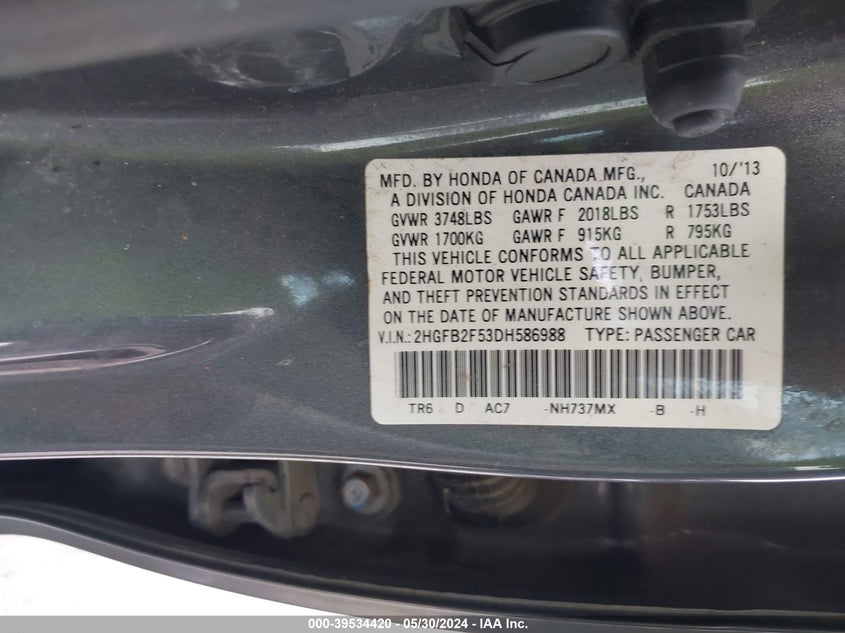 MFD. BY HONDA OF CANADA MFG., 10/'13
A DIVISION OF HONDA CANADA INC. CANADA
GVWR 3748LBS GAWR F 2018LBS R 1753LBS
GVWR 1700KG GAWR F 915KG R 795KG
THIS VEHICLE CONFORMS TO ALL APPLICABLE
FEDERAL MOTOR VEHICLE SAFETY, BUMPER,
AND THEFT PREVENTION STANDARDS IN EFFECT
ON THE DATE OF MANUFACTURE SHOWN ABOVE.
V.I.N.: 2HGFB2F53DH586988 TYPE: PASSENGER CAR
TR6 D AC7 -NH737MX -B -H
000-39534420 - 05/30/2024 - IAA Inc.